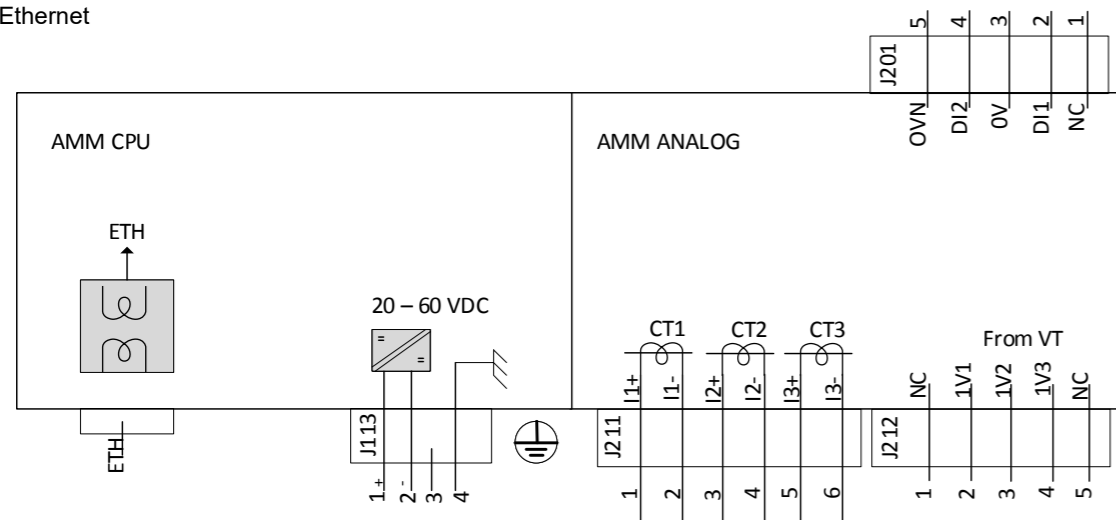 Ethernet
5 4 3 2 1
J201
OVN DI2 0V DI1 NC
AMM CPU
AMM ANALOG
ETH
20 – 60 VDC
= =
CT1 CT2 CT3
From VT
I1+ I1- I2+ I2- I3+ I3-
NC 1V1 1V2 1V3 NC
ETH
J113
J211
J212
1+ 2- 3 4
1 2 3 4 5 6
1 2 3 4 5